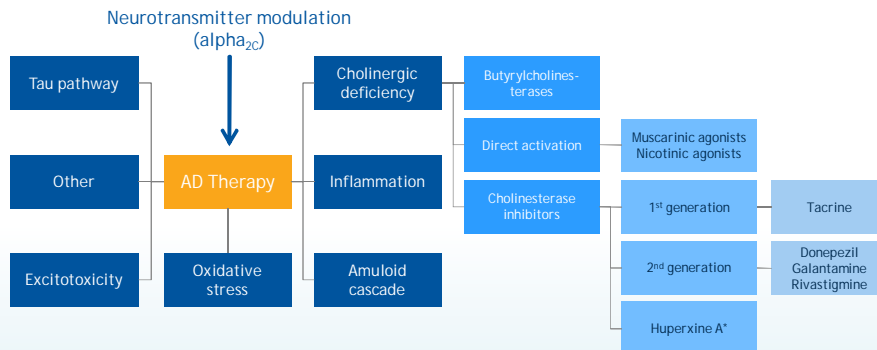 Neurotransmitter modulation
(alpha2C)
Tau pathway
Other
Excitotoxicity
AD Therapy
Oxidative
stress
Cholinergic
deficiency
Inflammation
Amuloid
cascade
Butyrylcholines-
terases
Direct activation
Cholinesterase
inhibitors
Muscarinic agonists
Nicotinic agonists
1st generation
2nd generation
Huperxine A*
Tacrine
Donepezil
Galantamine
Rivastigmine